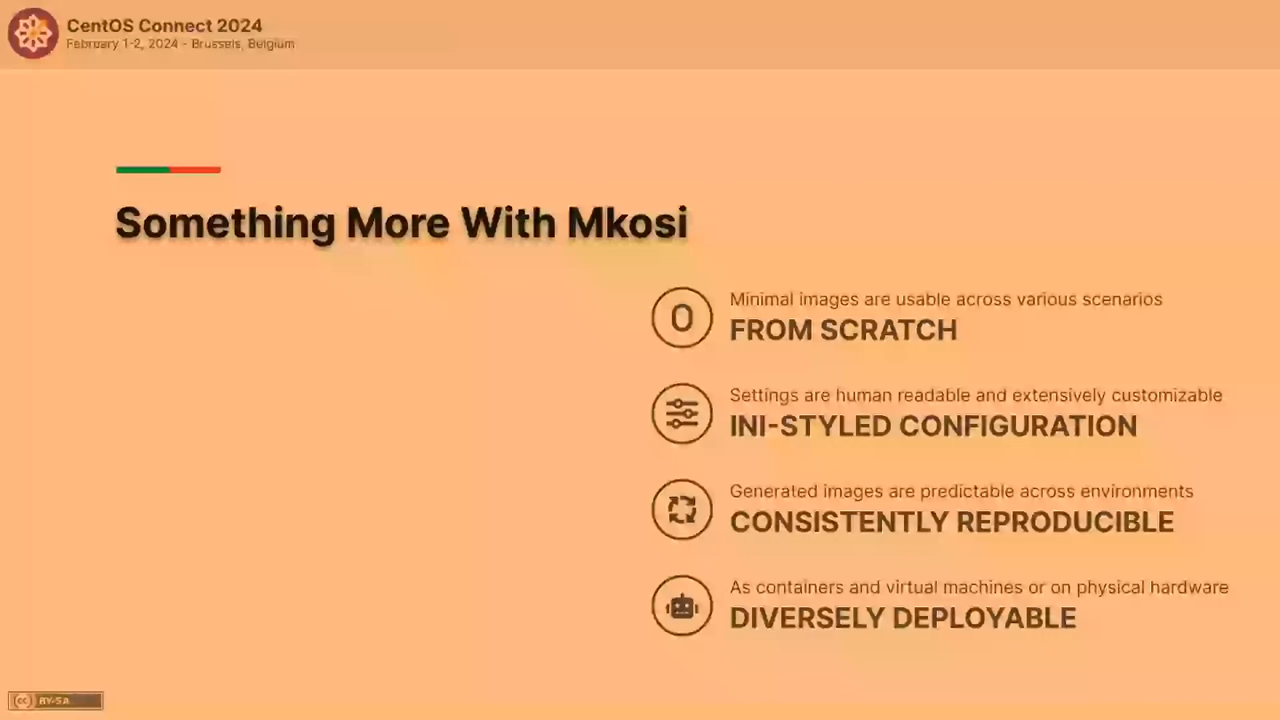 CentOS Connect 2024
February 1-2, 2024 - Brussels, Belgium
Something More With Mkosi
0
Minimal images are usable across various scenarios
FROM SCRATCH
Settings are human readable and extensively customizable
INI-STYLED CONFIGURATION
Generated images are predictable across environments
CONSISTENTLY REPRODUCIBLE
As containers and virtual machines or on physical hardware
DIVERSELY DEPLOYABLE
cc BY-SA